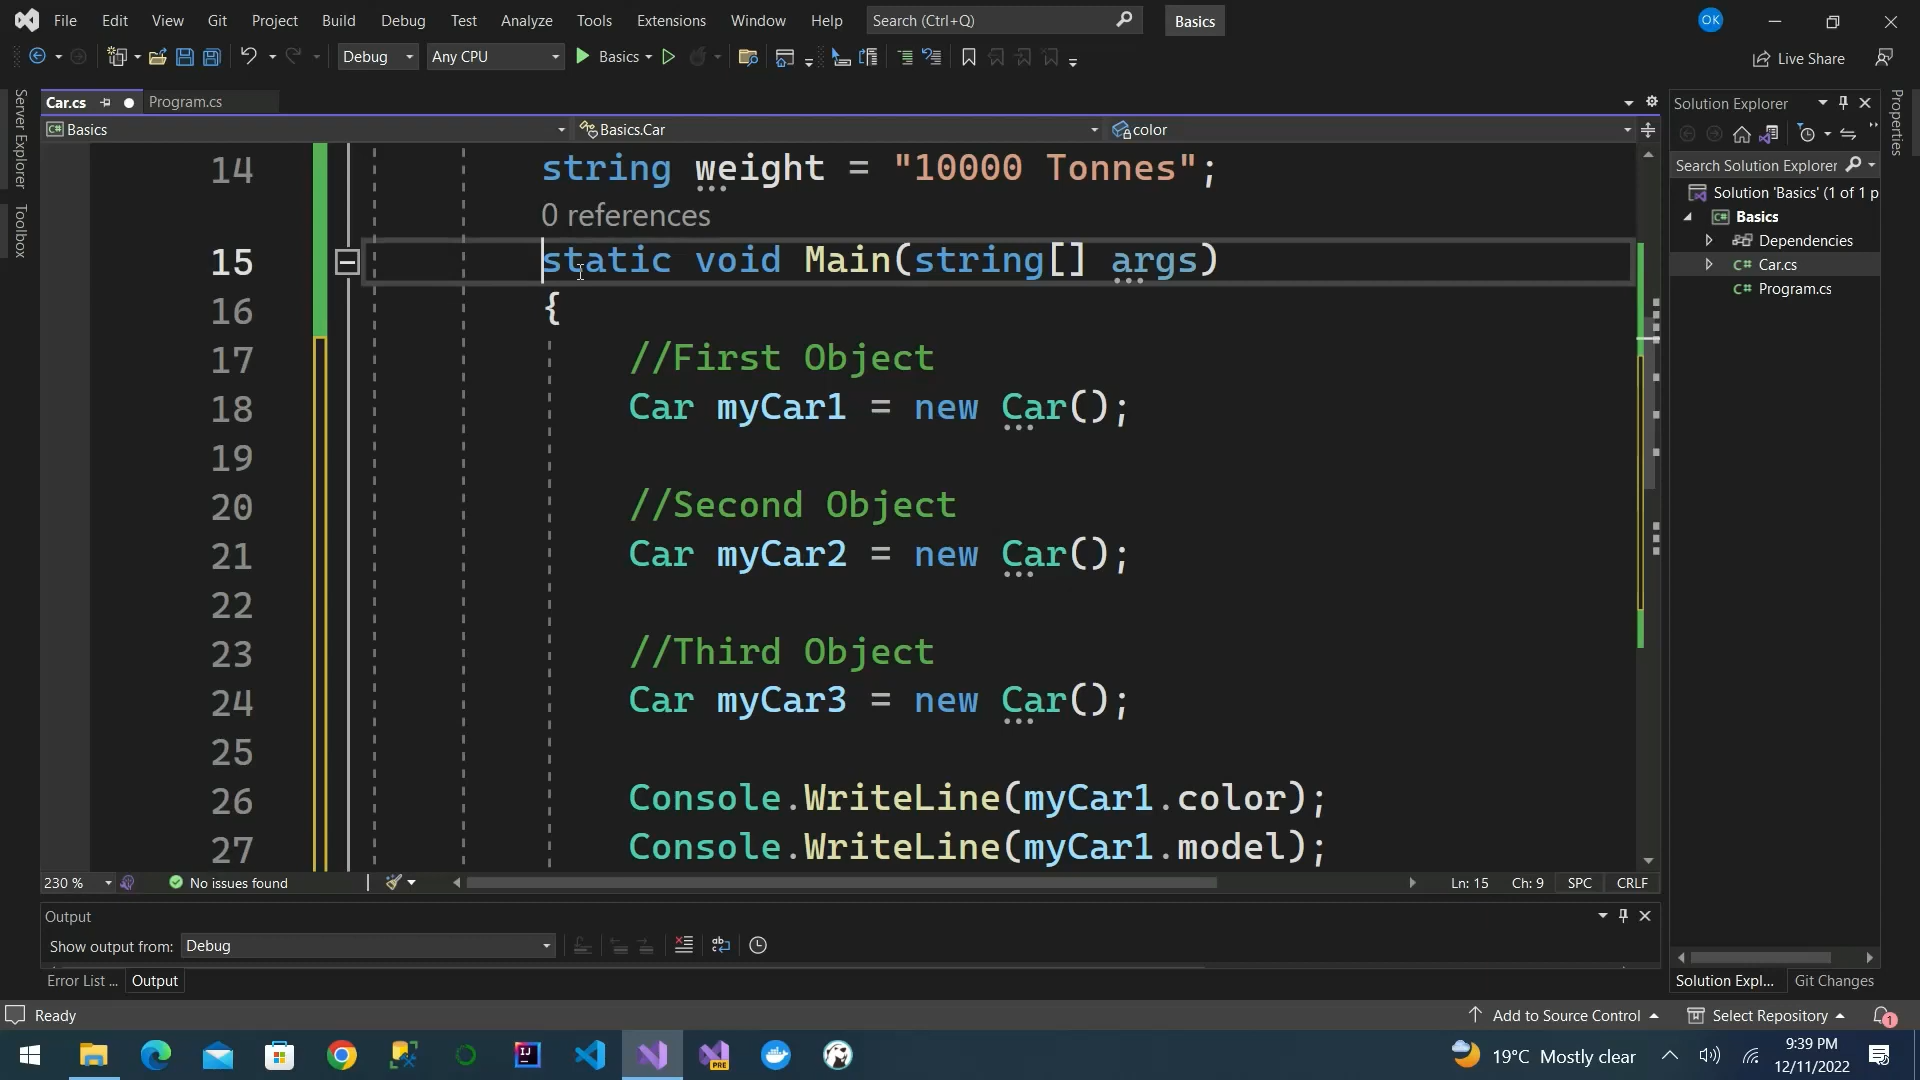 File Edit View Git Project Build Debug Test Analyze Tools Extensions Window Help Search (Ctrl+Q) Basics OK
Debug Any CPU Basics Live Share
Car.cs Program.cs
Basics Basics.Car color
Server Explorer
Toolbox
14 string weight = "10000 Tonnes";
0 references
15 static void Main(string[] args)
16 {
17 //First Object
18 Car myCar1 = new Car();
19
20 //Second Object
21 Car myCar2 = new Car();
22
23 //Third Object
24 Car myCar3 = new Car();
25
26 Console.WriteLine(myCar1.color);
27 Console.WriteLine(myCar1.model);
230 % No issues found Ln: 15 Ch: 9 SPC CRLF
Output
Show output from: Debug
Error List ... Output
Solution Explorer
Search Solution Explorer
Solution 'Basics' (1 of 1 p
C# Basics
Dependencies
C# Car.cs
C# Program.cs
Solution Expl... Git Changes
Properties
Ready Add to Source Control Select Repository 1
PRE
19°C Mostly clear
9:39 PM
12/11/2022